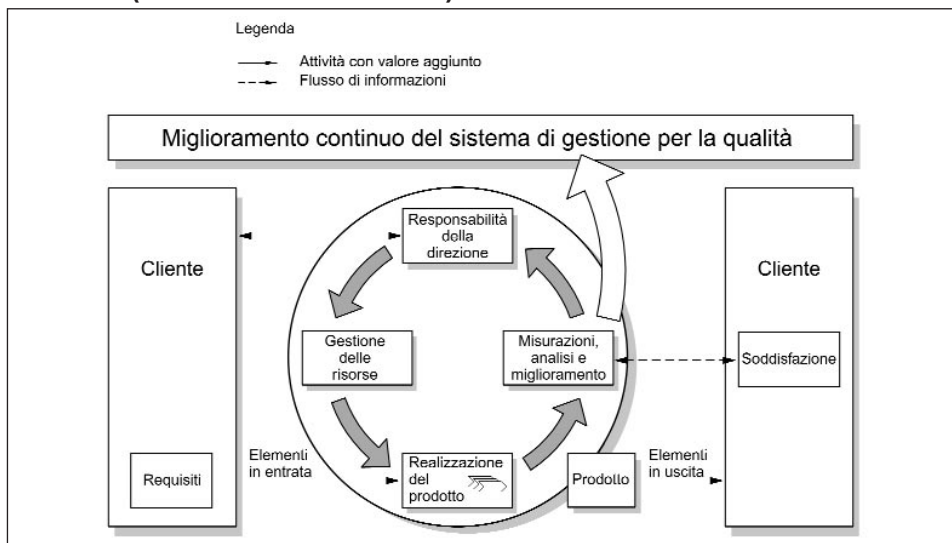 Legenda
Attività con valore aggiunto
Flusso di informazioni
Miglioramento continuo del sistema di gestione per la qualità
Cliente
Requisiti
Elementi
in entrata
Responsabilità
della
direzione
Gestione
delle
risorse
Misurazioni,
analisi e
miglioramento
Realizzazione
del
prodotto
Prodollo
Elementi
in uscita
Cliente
Soddisfazione